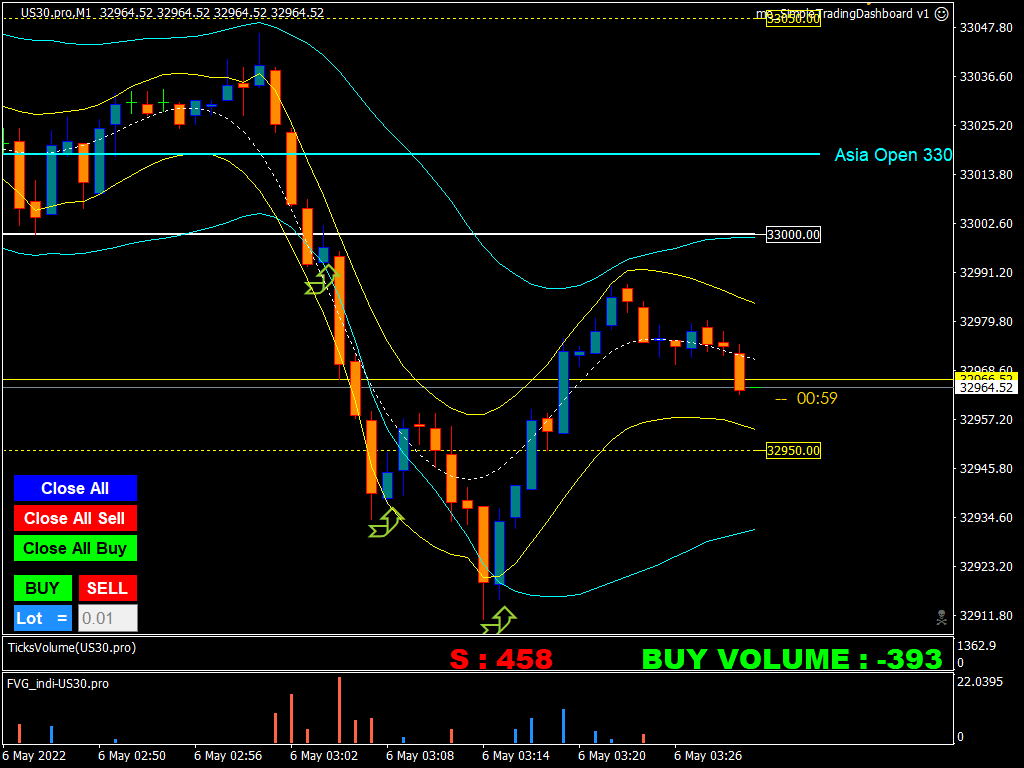 US30.pro,M1 32964.52 32964.52 32964.52 32964.52
SimpleTradingDashboard v1
33050.00
33047.80
33036.60
33025.20
Asia Open 330
33013.80
33002.60
33000.00
32991.20
32979.80
32968.60
32966.52
32964.52
-- 00:59
32957.20
32950.00
32945.80
32934.60
32923.20
32911.80
Close All
Close All Sell
Close All Buy
BUY SELL
Lot = 0.01
TicksVolume(US30.pro)
S : 458 BUY VOLUME : -393
1362.9
0
FVG_indi-US30.pro
22.0395
0
6 May 2022 6 May 02:50 6 May 02:56 6 May 03:02 6 May 03:08 6 May 03:14 6 May 03:20 6 May 03:26